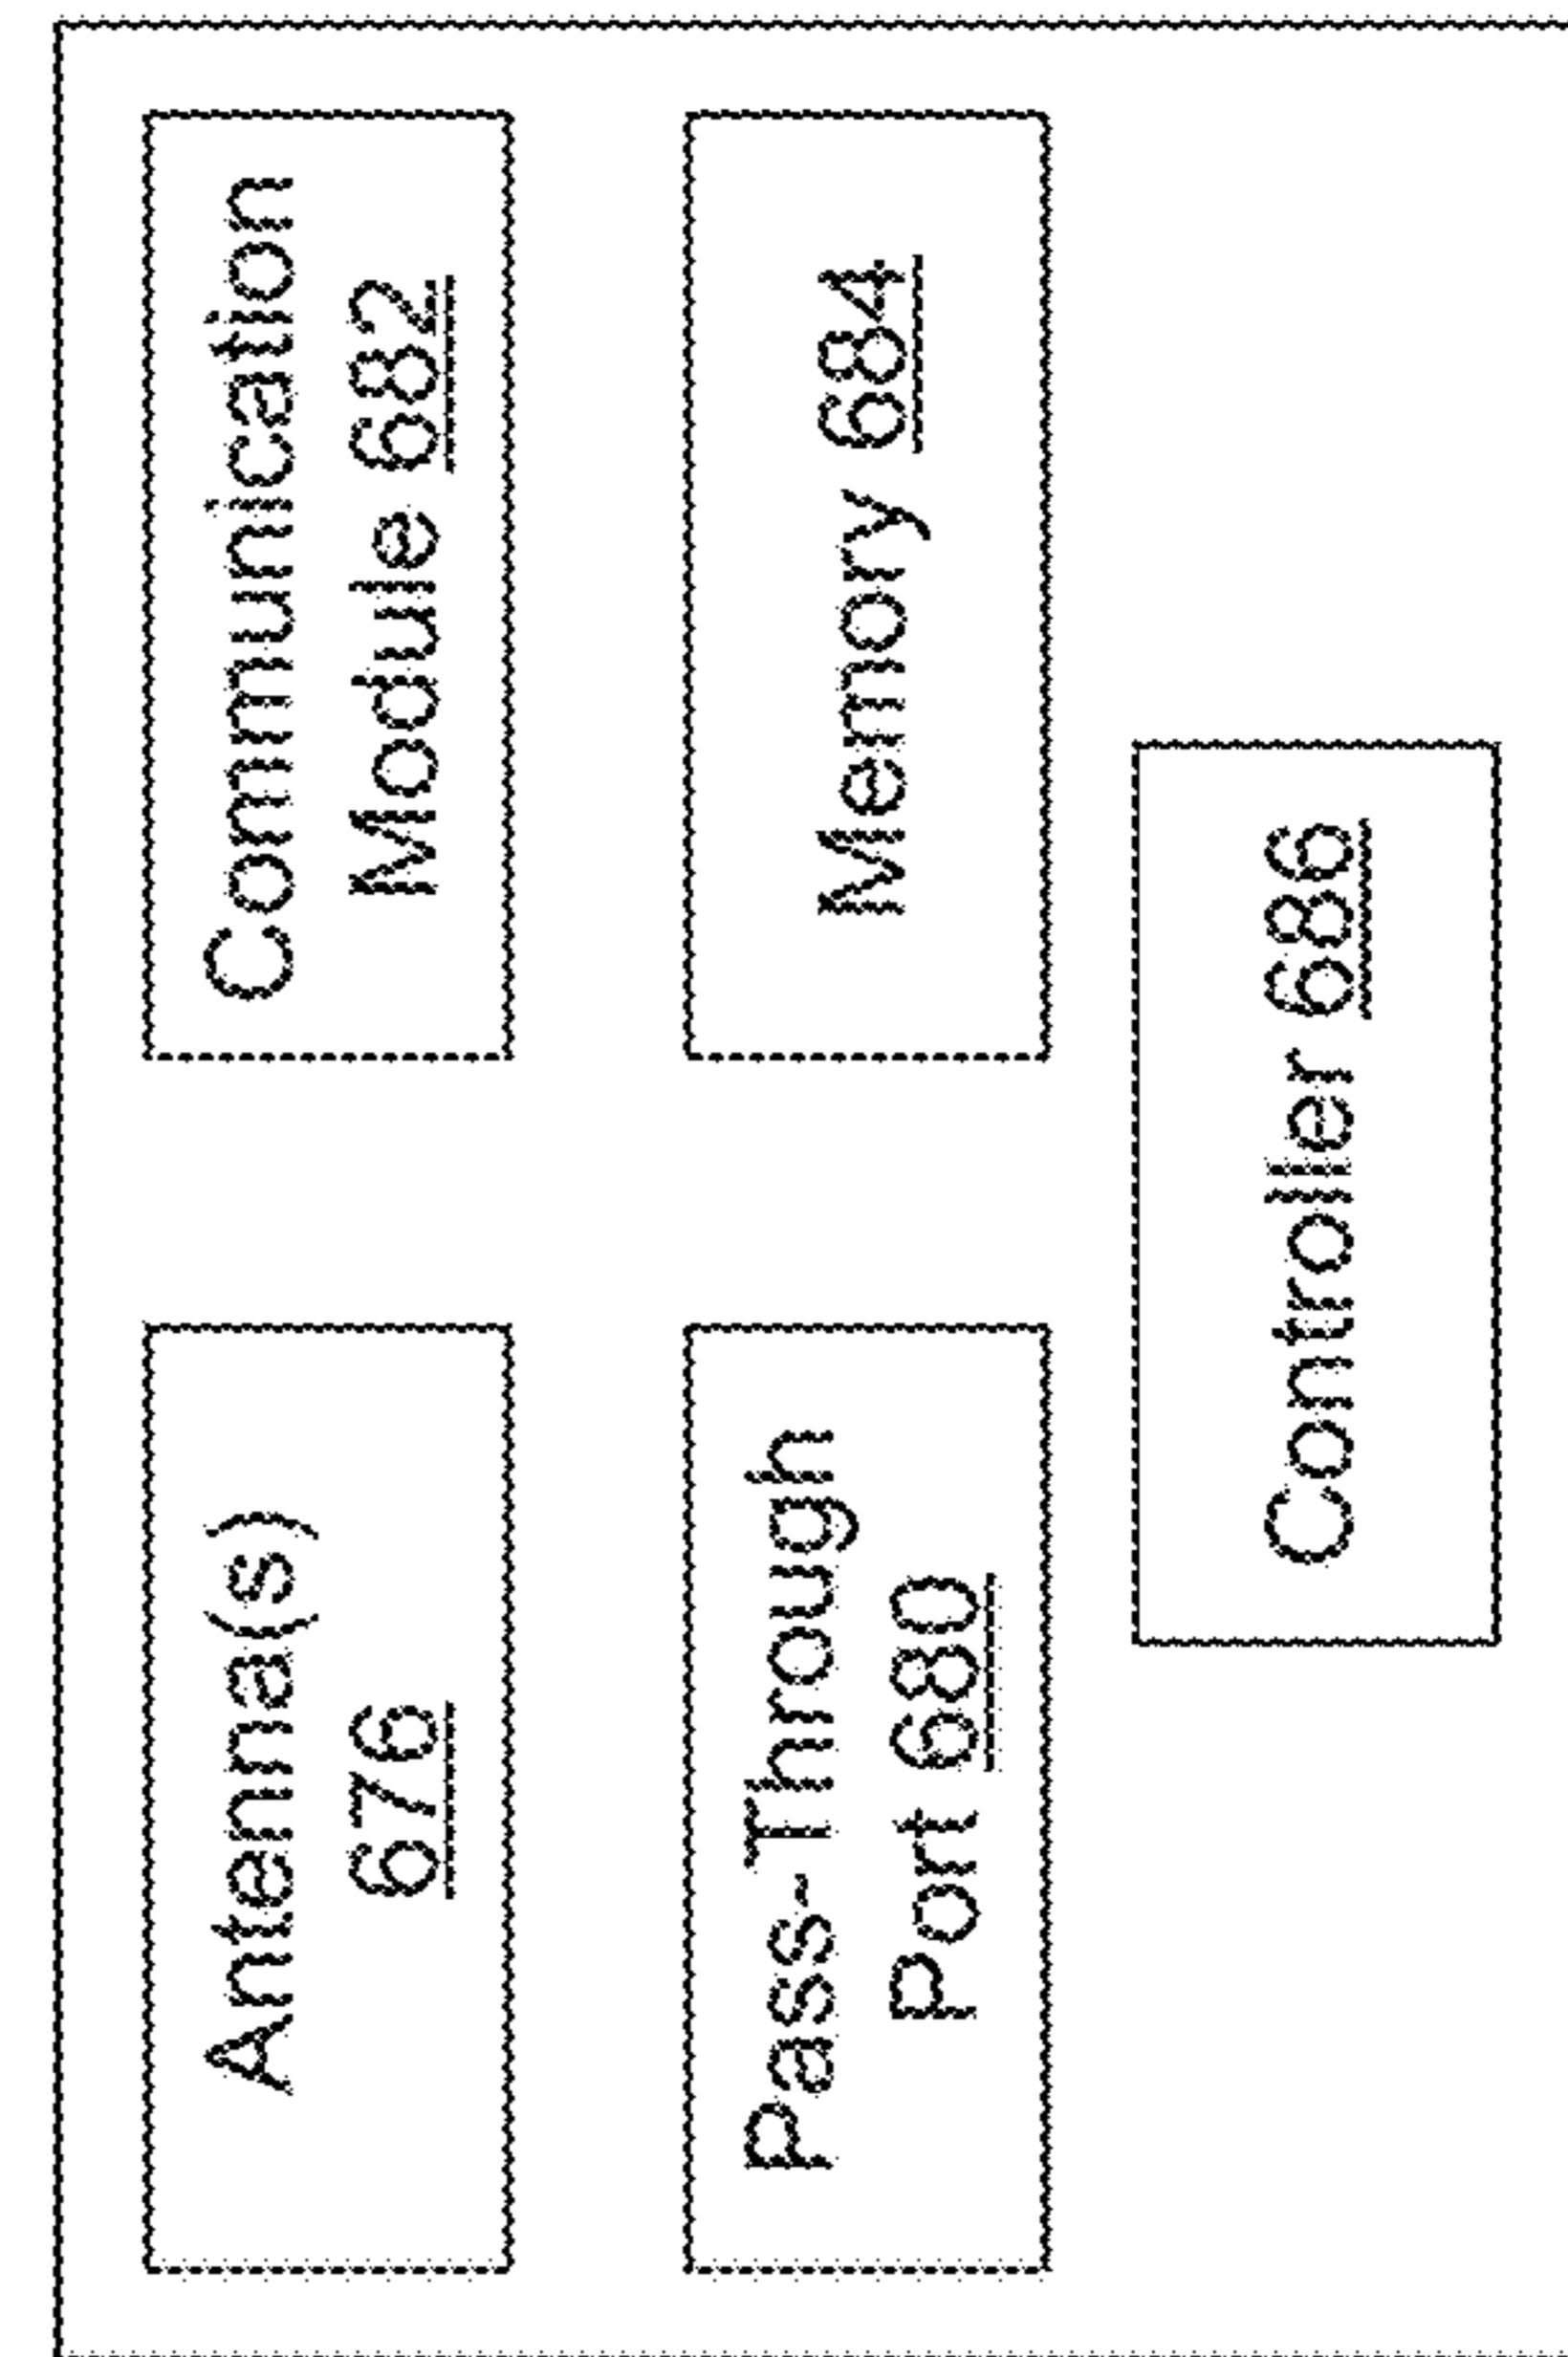 Antenna(s)
676
Communication
Module 682
Pass-Through
Port 680
Memory 684
Controller 686